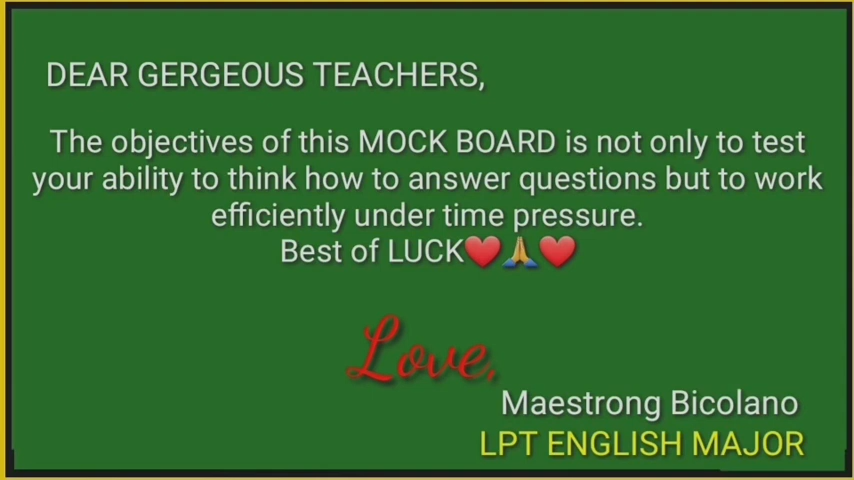 DEAR GERGEOUS TEACHERS,
The objectives of this MOCK BOARD is not only to test
your ability to think how to answer questions but to work
efficiently under time pressure.
Best of LUCK❤️🙏❤️
Love,
Maestrong Bicolano
LPT ENGLISH MAJOR